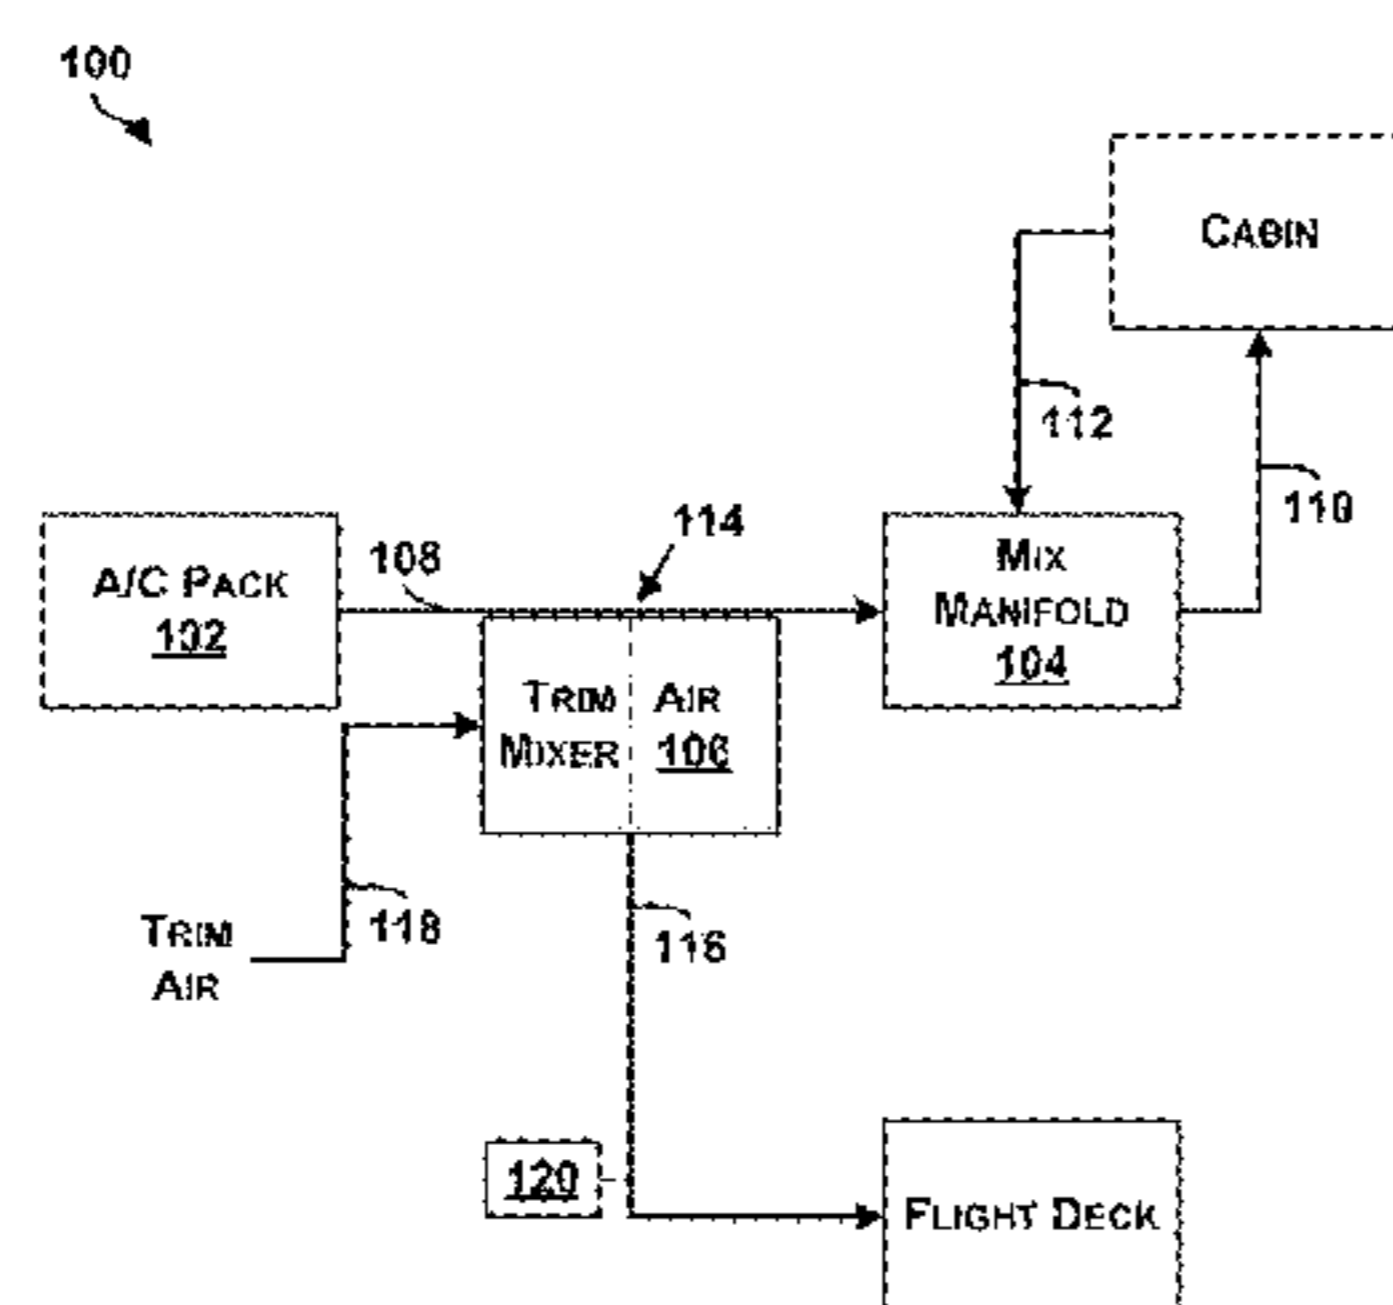 100
CABIN
112
110
114
108
A/C PACK
102
MIX
MANIFOLD
104
TRIM AIR
MIXER 106
118
TRIM
AIR
116
120
FLIGHT DECK